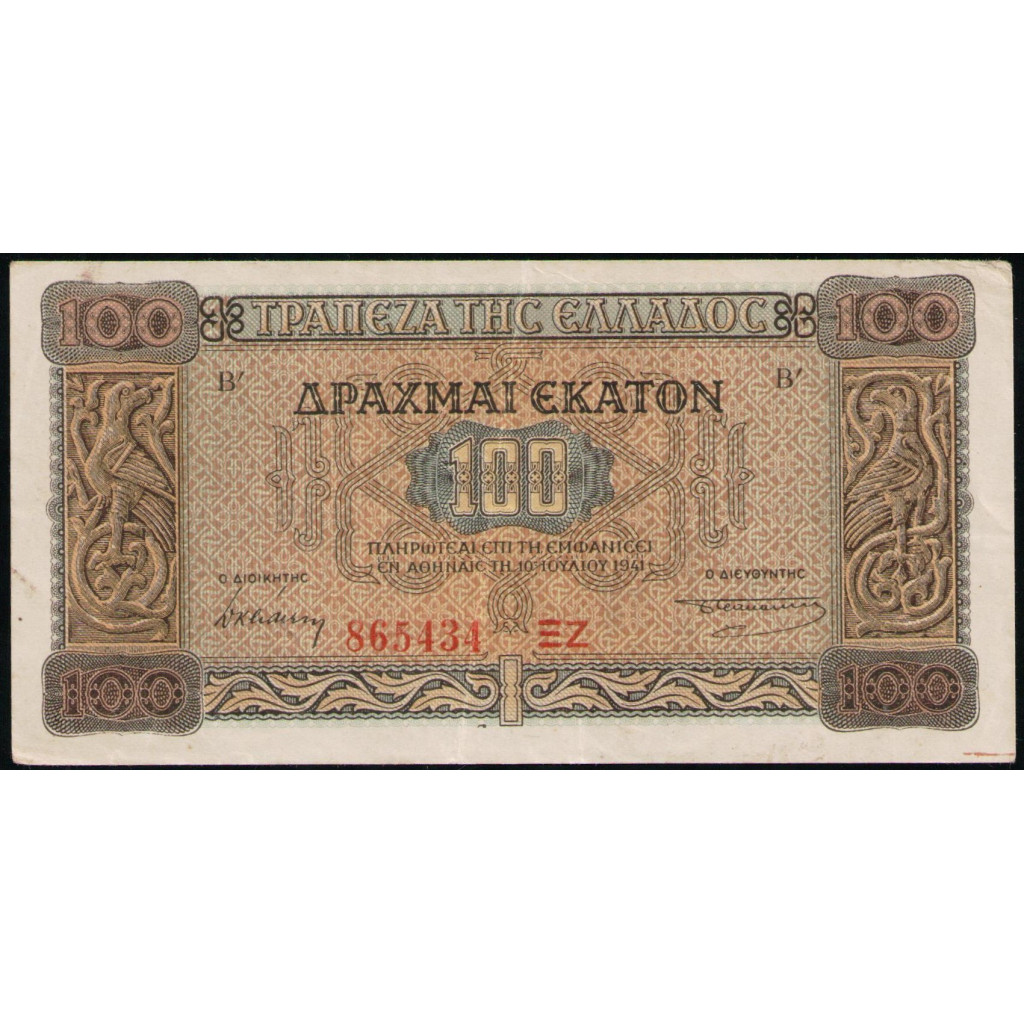 100 ΤΡΑΠΕΖΑ ΤΗΣ ΕΛΛΑΔΟΣ 100
Β′ Β′
ΔΡΑΧΜΑΙ ΕΚΑΤΟΝ
100
ΠΛΗΡΩΤΕΑΙ ΕΠΙ ΤΗ ΕΜΦΑΝΙΣΕΙ
ΕΝ ΑΘΗΝΑΙΣ ΤΗ 10 ΙΟΥΛΙΟΥ 1941
Ο ΔΙΟΙΚΗΤΗΣ Ο ΔΙΕΥΘΥΝΤΗΣ
865434 ΞΖ
100 100